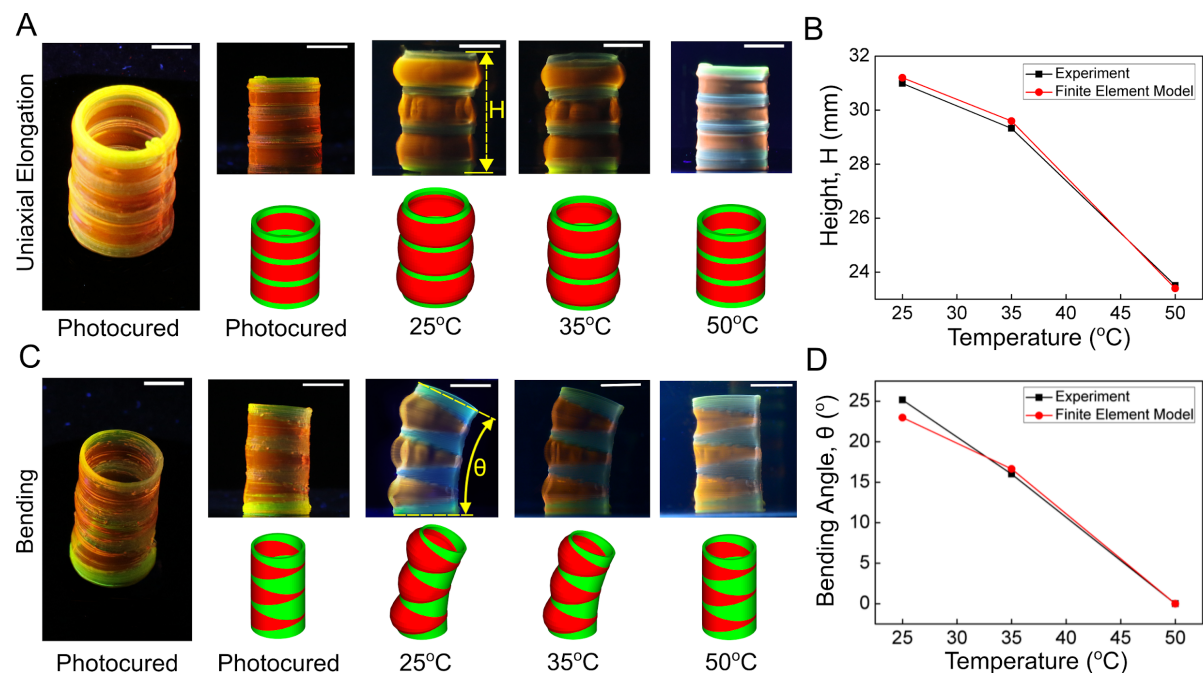 A
Uniaxial Elongation
H
Photocured
Photocured
25°C
35°C
50°C
B
Height, H (mm)
32
30
28
26
24
Experiment
Finite Element Model
25
30
35
40
45
50
Temperature (°C)
C
Bending
θ
Photocured
Photocured
25°C
35°C
50°C
D
Bending Angle, θ (°)
25
20
15
10
5
0
Experiment
Finite Element Model
25
30
35
40
45
50
Temperature (°C)